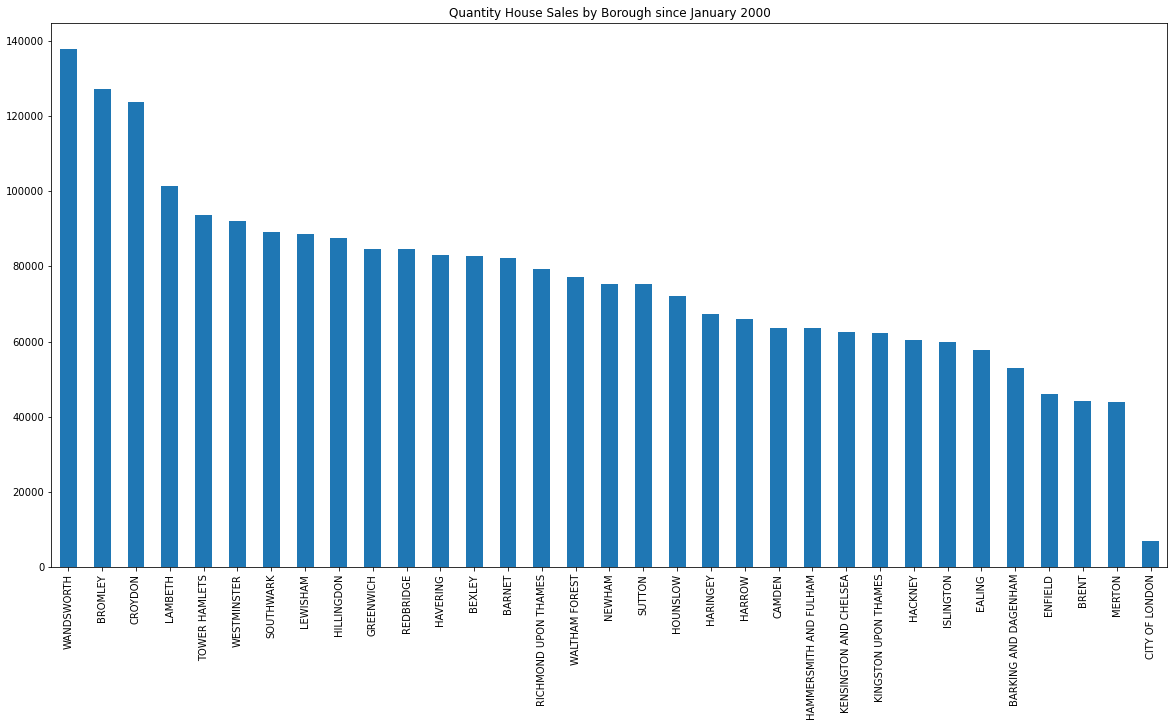 Quantity House Sales by Borough since January 2000
140000
120000
100000
80000
60000
40000
20000
0
WANDSWORTH
BROMLEY
CROYDON
LAMBETH
TOWER HAMLETS
WESTMINSTER
SOUTHWARK
LEWISHAM
HILLINGDON
GREENWICH
REDBRIDGE
HAVERING
BEXLEY
BARNET
RICHMOND UPON THAMES
WALTHAM FOREST
NEWHAM
SUTTON
HOUNSLOW
HARINGEY
HARROW
CAMDEN
HAMMERSMITH AND FULHAM
KENSINGTON AND CHELSEA
KINGSTON UPON THAMES
HACKNEY
ISLINGTON
EALING
BARKING AND DAGENHAM
ENFIELD
BRENT
MERTON
CITY OF LONDON